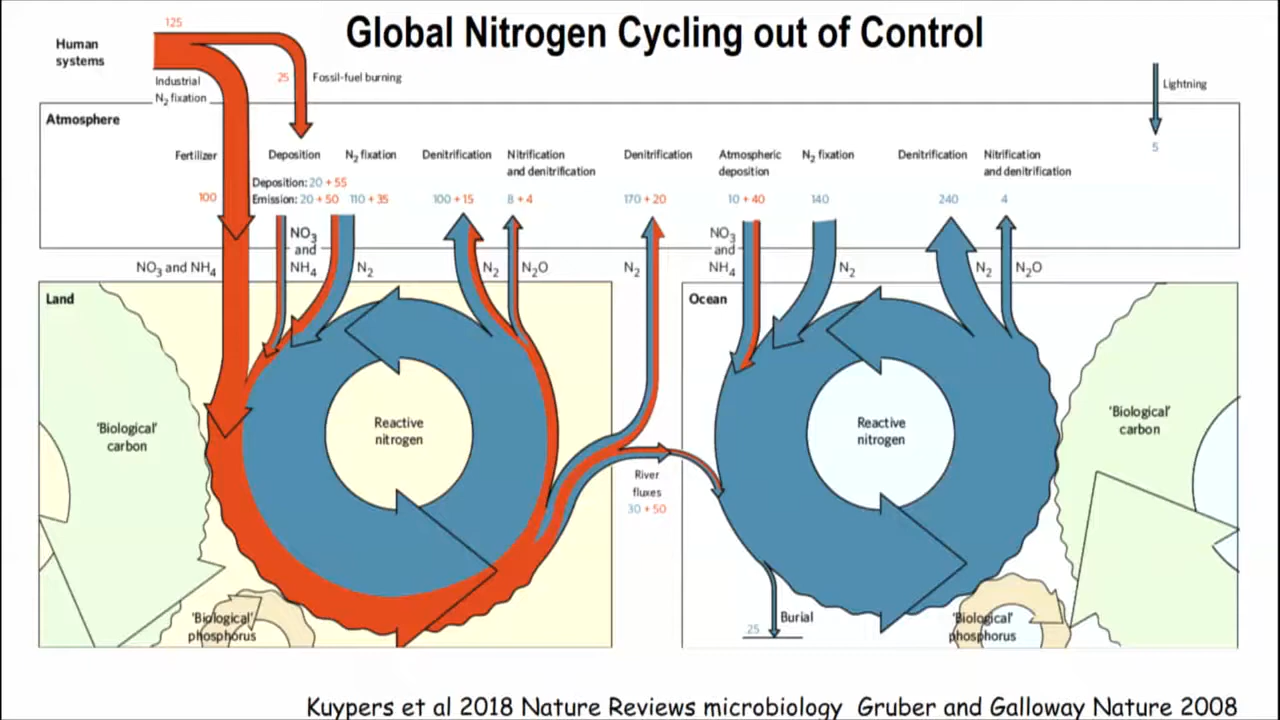 Global Nitrogen Cycling out of Control
125
Human
systems
Industrial
N₂ fixation
25
Fossil-fuel burning
Lightning
5
Atmosphere
Fertilizer
100
Deposition
Deposition: 20 + 55
Emission: 20 + 50
N₂ fixation
110 + 35
Denitrification
100 + 15
Nitrification
and denitrification
8 + 4
Denitrification
170 + 20
Atmospheric
deposition
10 + 40
N₂ fixation
140
Denitrification
240
Nitrification
and denitrification
4
NO₃ and NH₄
NO₃
and
NH₄
N₂
N₂
N₂O
N₂
NO₃
and
NH₄
N₂
N₂
N₂O
Land
'Biological'
carbon
Reactive
nitrogen
'Biological'
phosphorus
River
fluxes
30 + 50
Ocean
Reactive
nitrogen
'Biological'
carbon
Burial
25
'Biological'
phosphorus
Kuypers et al 2018 Nature Reviews microbiology Gruber and Galloway Nature 2008